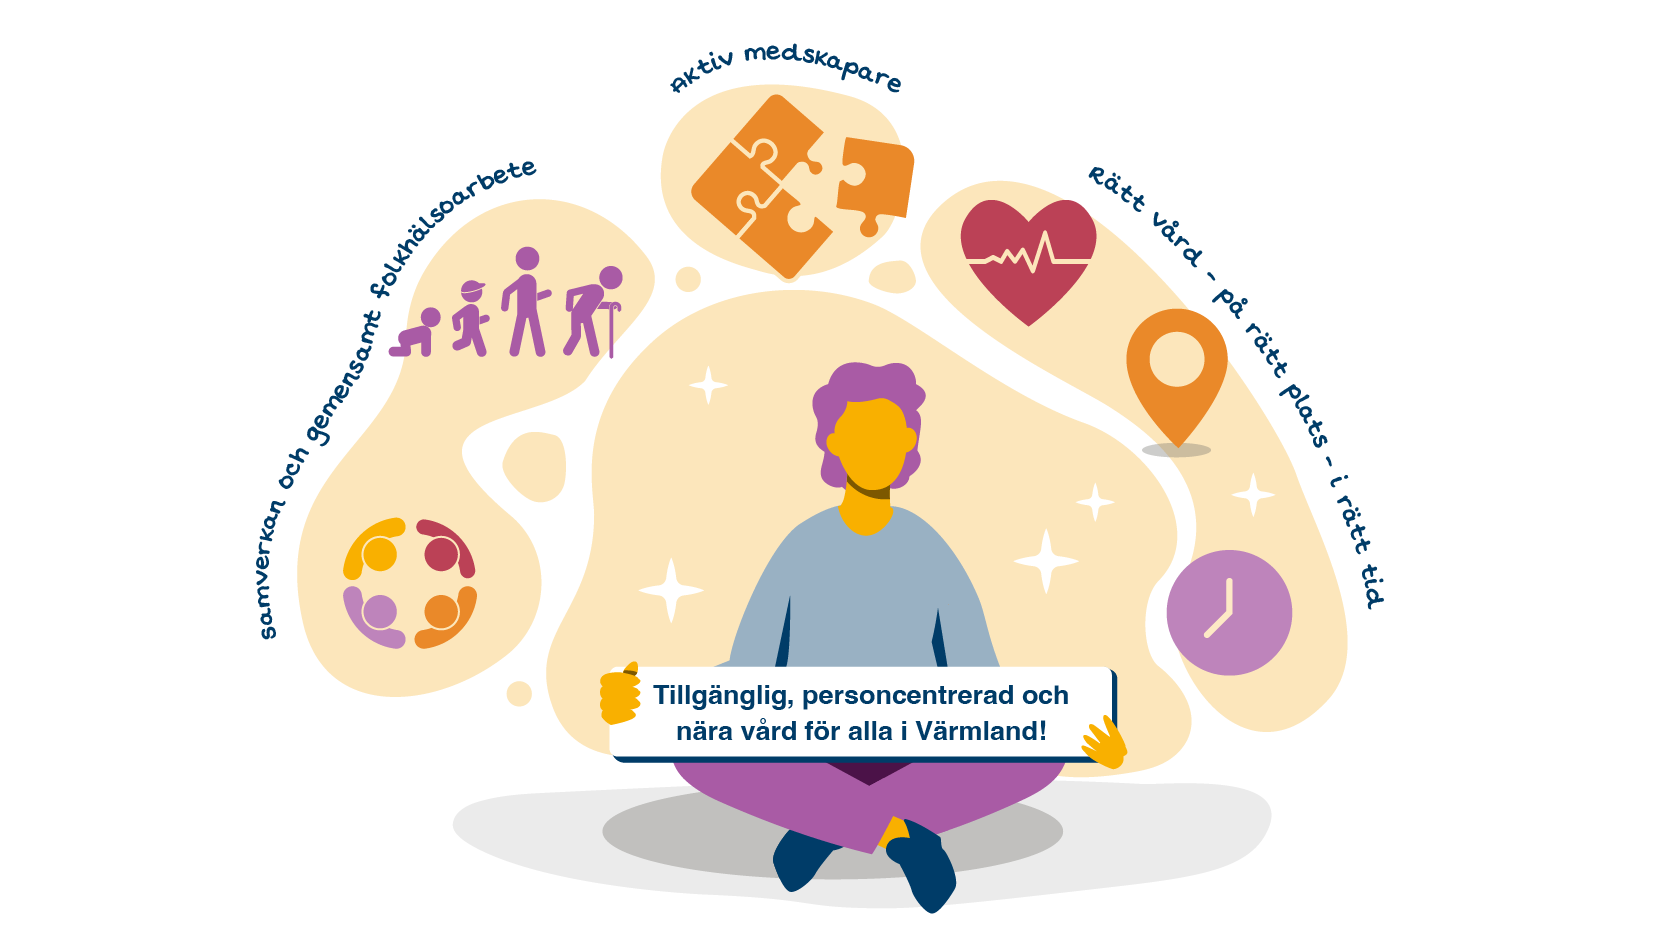 Aktiv medskapare
samverkan och gemensamt folkhälsoarbete
Rätt vård - på rätt plats - i rätt tid
Tillgänglig, personcentrerad och
nära vård för alla i Värmland!